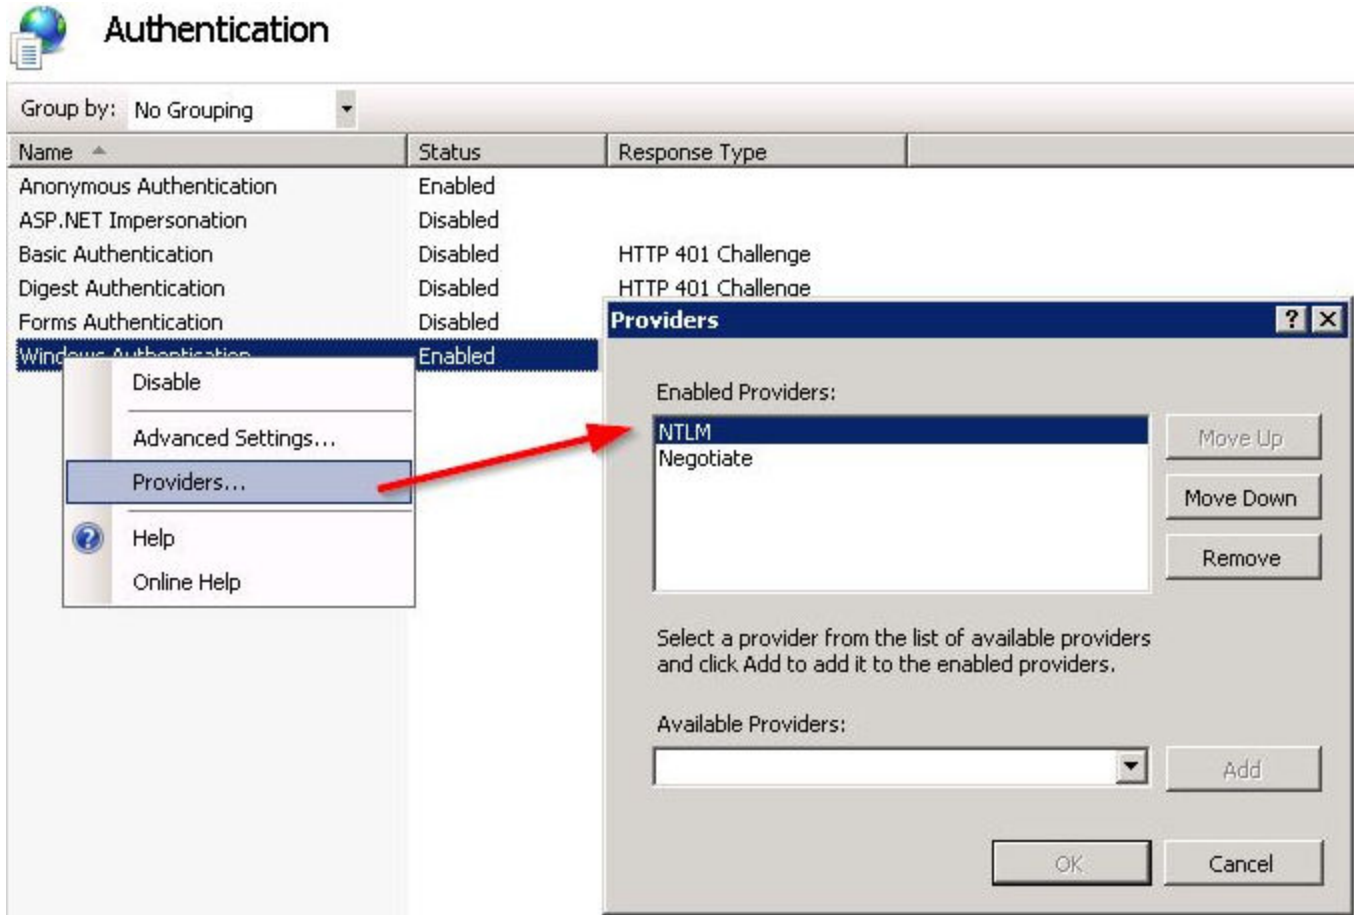 Authentication
Group by: No Grouping
Name Status Response Type
Anonymous Authentication Enabled
ASP.NET Impersonation Disabled
Basic Authentication Disabled HTTP 401 Challenge
Digest Authentication Disabled HTTP 401 Challenge
Forms Authentication Disabled
Windows Authentication Enabled
Disable
Advanced Settings...
Providers...
Help
Online Help
Providers
Enabled Providers:
NTLM
Negotiate
Move Up
Move Down
Remove
Select a provider from the list of available providers
and click Add to add it to the enabled providers.
Available Providers:
Add
OK Cancel